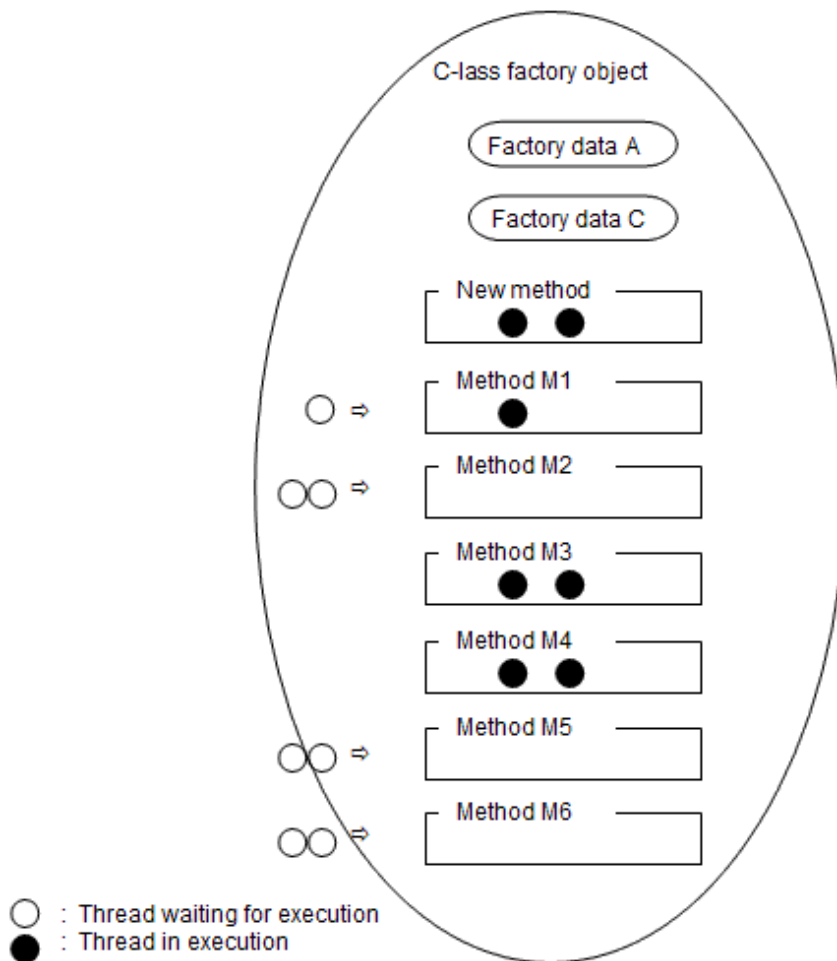 C-lass factory object
Factory data A
Factory data C
New method
Method M1
Method M2
Method M3
Method M4
Method M5
Method M6
: Thread waiting for execution
: Thread in execution